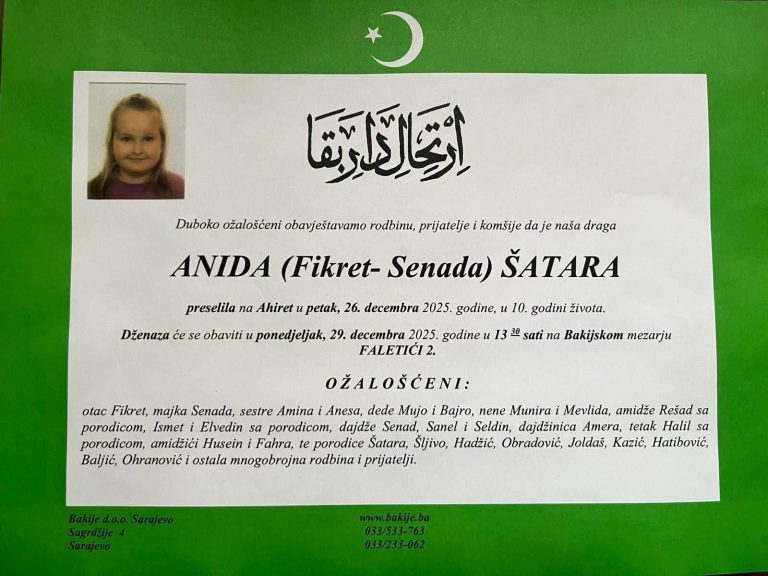 اِرْتِحَالِ دَارِ بَقَا
Duboko ožalošćeni obavještavamo rodbinu, prijatelje i komšije da je naša draga
ANIDA (Fikret- Senada) ŠATARA
preselila na Ahiret u petak, 26. decembra 2025. godine, u 10. godini života.
Dženaza će se obaviti u ponedjeljak, 29. decembra 2025. godine u 13 30 sati na Bakijskom mezarju
FALETIĆI 2.
O Ž A L O Š Ć E N I :
otac Fikret, majka Senada, sestre Amina i Anesa, dede Mujo i Bajro, nene Munira i Mevlida, amidže Rešad sa
porodicom, Ismet i Elvedin sa porodicom, dajdže Senad, Sanel i Seldin, dajdžinica Amera, tetak Halil sa
porodicom, amidžići Husein i Fahra, te porodice Šatara, Šljivo, Hadžić, Obradović, Joldaš, Kazić, Hatibović,
Baljić, Ohranović i ostala mnogobrojna rodbina i prijatelji.
Bakije d.o.o. Sarajevo
Sagrdžije 4
Sarajevo
www.bakije.ba
033/533-763
033/233-062